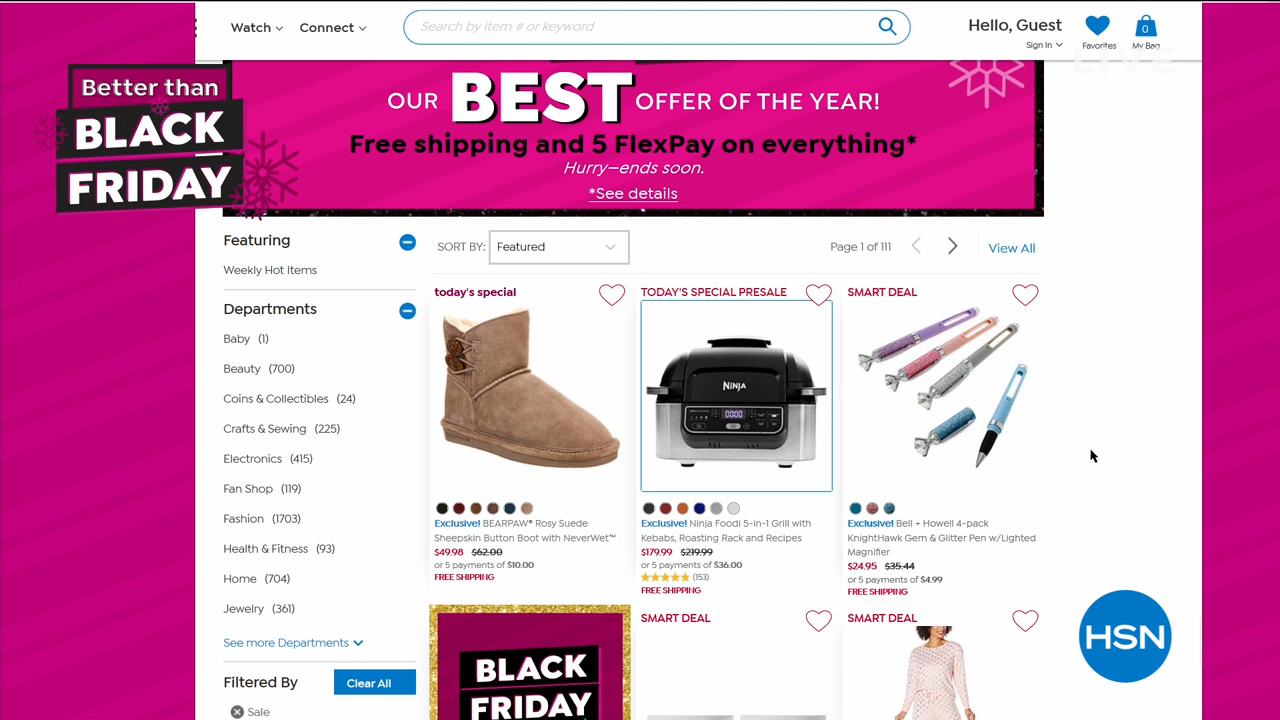 Watch
Connect
Search by item # or keyword
Hello, Guest
Sign In
Favorites
0
My Bag
LIVE
Better than
BLACK
FRIDAY
OUR BEST OFFER OF THE YEAR!
Free shipping and 5 FlexPay on everything*
Hurry—ends soon.
*See details
Featuring
Weekly Hot Items
Departments
Baby (1)
Beauty (700)
Coins & Collectibles (24)
Crafts & Sewing (225)
Electronics (415)
Fan Shop (119)
Fashion (1703)
Health & Fitness (93)
Home (704)
Jewelry (361)
See more Departments
Filtered By
Clear All
Sale
SORT BY: Featured
Page 1 of 111
View All
today's special
Exclusive! BEARPAW® Rosy Suede
Sheepskin Button Boot with NeverWet™
$49.98 $62.00
or 5 payments of $10.00
FREE SHIPPING
TODAY'S SPECIAL PRESALE
NINJA
Exclusive! Ninja Foodi 5-in-1 Grill with
Kebabs, Roasting Rack and Recipes
$179.99 $219.99
or 5 payments of $36.00
(153)
FREE SHIPPING
SMART DEAL
Exclusive! Bell + Howell 4-pack
KnightHawk Gem & Glitter Pen w/Lighted
Magnifier
$24.95 $35.44
or 5 payments of $4.99
FREE SHIPPING
BLACK
FRIDAY
SMART DEAL
SMART DEAL
HSN